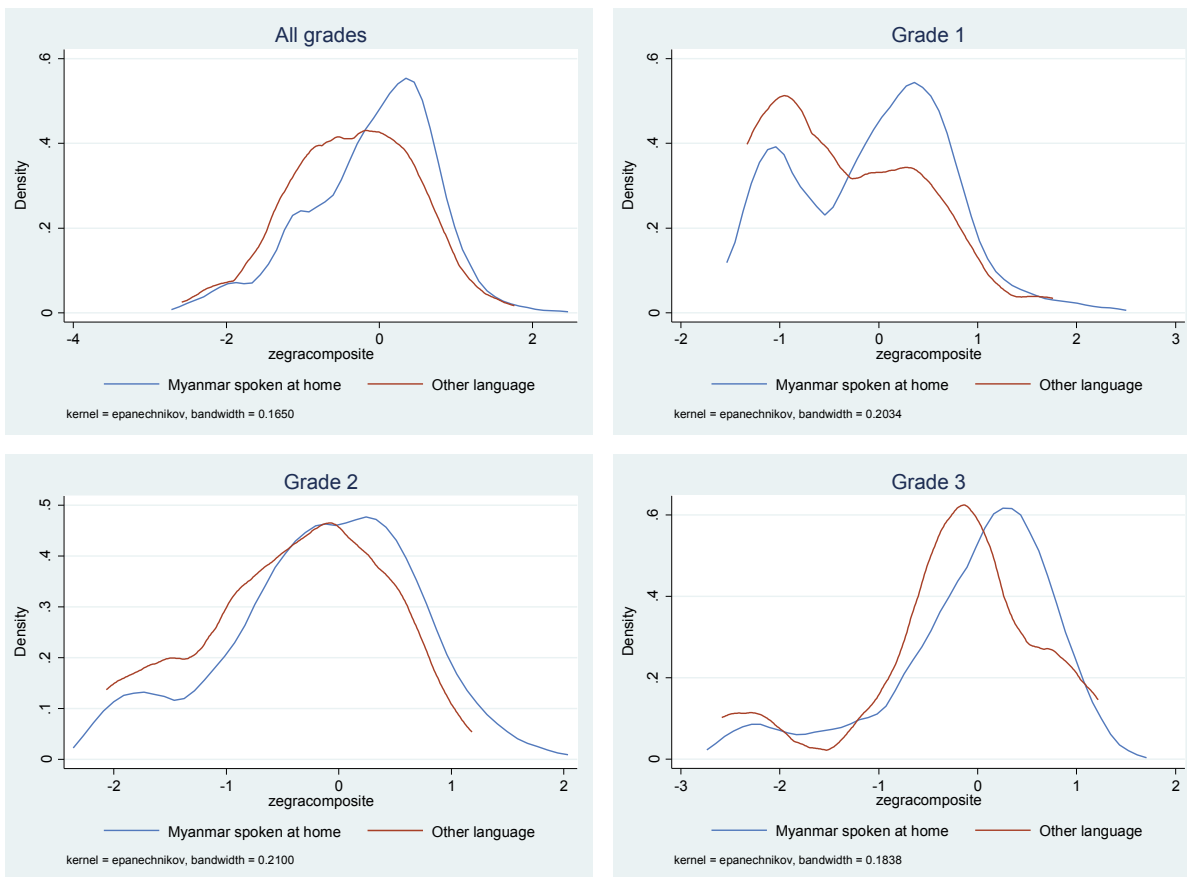 All grades
.6
.4
.2
0
Density
-4 -2 0 2
zegracomposite
Myanmar spoken at home Other language
kernel = epanechnikov, bandwidth = 0.1650
Grade 1
.6
.4
.2
0
Density
-2 -1 0 1 2 3
zegracomposite
Myanmar spoken at home Other language
kernel = epanechnikov, bandwidth = 0.2034
Grade 2
.5
.4
.3
.2
.1
0
Density
-2 -1 0 1 2
zegracomposite
Myanmar spoken at home Other language
kernel = epanechnikov, bandwidth = 0.2100
Grade 3
.6
.4
.2
0
Density
-3 -2 -1 0 1 2
zegracomposite
Myanmar spoken at home Other language
kernel = epanechnikov, bandwidth = 0.1838